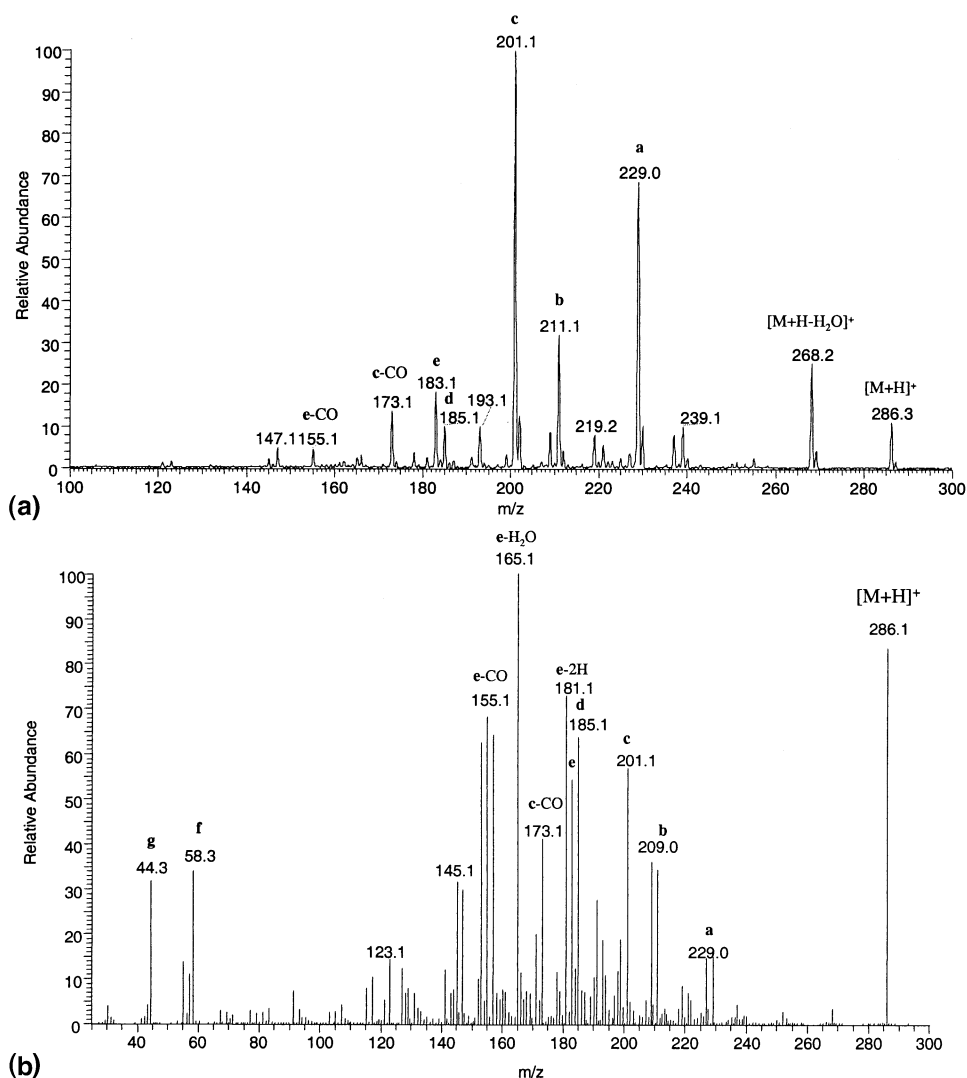 c
201.1
100
90
80
70
60
50
40
30
20
10
0
Relative Abundance
a
229.0
b
211.1
[M+H-H₂O]⁺
268.2
[M+H]⁺
286.3
c-CO
173.1
e
183.1
d
185.1
193.1
e-CO
147.1
155.1
219.2
239.1
100 120 140 160 180 200 220 240 260 280 300
m/z
(a)
e-H₂O
165.1
100
90
80
70
60
50
40
30
20
10
0
Relative Abundance
[M+H]⁺
286.1
e-CO
155.1
e-2H
181.1
d
185.1
e
c
201.1
c-CO
173.1
b
209.0
g
44.3
f
58.3
145.1
123.1
a
229.0
40 60 80 100 120 140 160 180 200 220 240 260 280 300
m/z
(b)